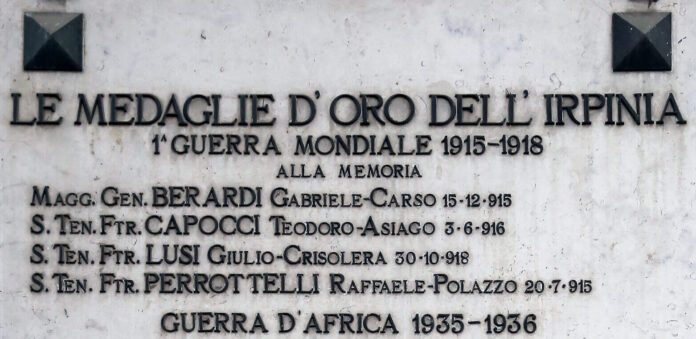 LE MEDAGLIE D'ORO DELL'IRPINIA
1ª GUERRA MONDIALE 1915-1918
ALLA MEMORIA
MAGG. GEN. BERARDI GABRIELE-CARSO 15·12·915
S. TEN. FTR. CAPOCCI TEODORO-ASIAGO 3·6·916
S. TEN. FTR. LUSI GIULIO-CRISOLERA 30·10·918
S. TEN. FTR. PERROTTELLI RAFFAELE-POLAZZO 20·7·915
GUERRA D'AFRICA 1935-1936